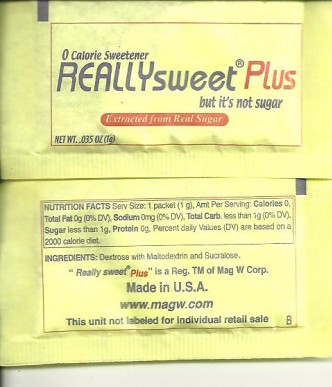 0 Calorie Sweetener
REALLYsweet® Plus
but it's not sugar
Extracted from Real Sugar
NET WT. .035 OZ (1g)
NUTRITION FACTS Serv Size: 1 packet (1 g), Amt Per Serving: Calories 0,
Total Fat 0g (0% DV), Sodium 0mg (0% DV), Total Carb. less than 1g (0% DV),
Sugar less than 1g, Protein 0g, Percent daily Values (DV) are based on a
2000 calorie diet.
INGREDIENTS: Dextrose with Maltodextrin and Sucralose.
"Really sweet® Plus" is a Reg. TM of Mag W Corp.
Made in U.S.A.
www.magw.com
This unit not labeled for individual retail sale B